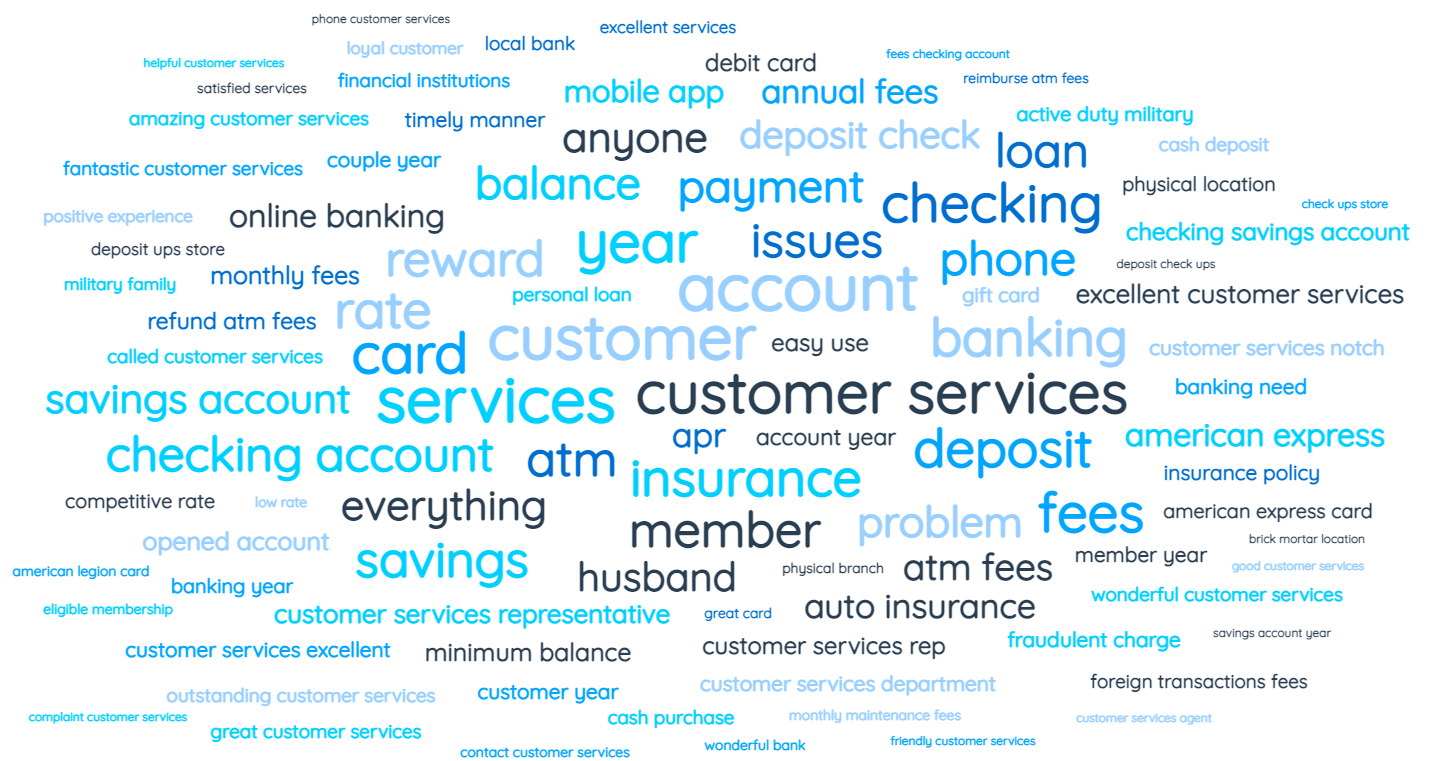 phone customer services
excellent services
loyal customer
local bank
debit card
fees checking account
helpful customer services
financial institutions
reimburse atm fees
satisfied services
mobile app
annual fees
amazing customer services
timely manner
active duty military
anyone
deposit check
loan
cash deposit
fantastic customer services
couple year
balance
payment
checking
physical location
positive experience
online banking
check ups store
deposit ups store
reward
year
issues
phone
checking savings account
military family
monthly fees
deposit check ups
personal loan
account
gift card
excellent customer services
refund atm fees
rate
called customer services
card
customer
easy use
banking
customer services notch
savings account
services
customer services
banking need
checking account
atm
apr
account year
deposit
american express
insurance
insurance policy
competitive rate
low rate
everything
member
problem
fees
american express card
opened account
savings
brick mortar location
american legion card
banking year
husband
physical branch
atm fees
member year
good customer services
eligible membership
customer services representative
great card
auto insurance
wonderful customer services
customer services excellent
minimum balance
customer services rep
fraudulent charge
savings account year
outstanding customer services
customer year
customer services department
foreign transactions fees
complaint customer services
great customer services
cash purchase
monthly maintenance fees
customer services agent
contact customer services
wonderful bank
friendly customer services